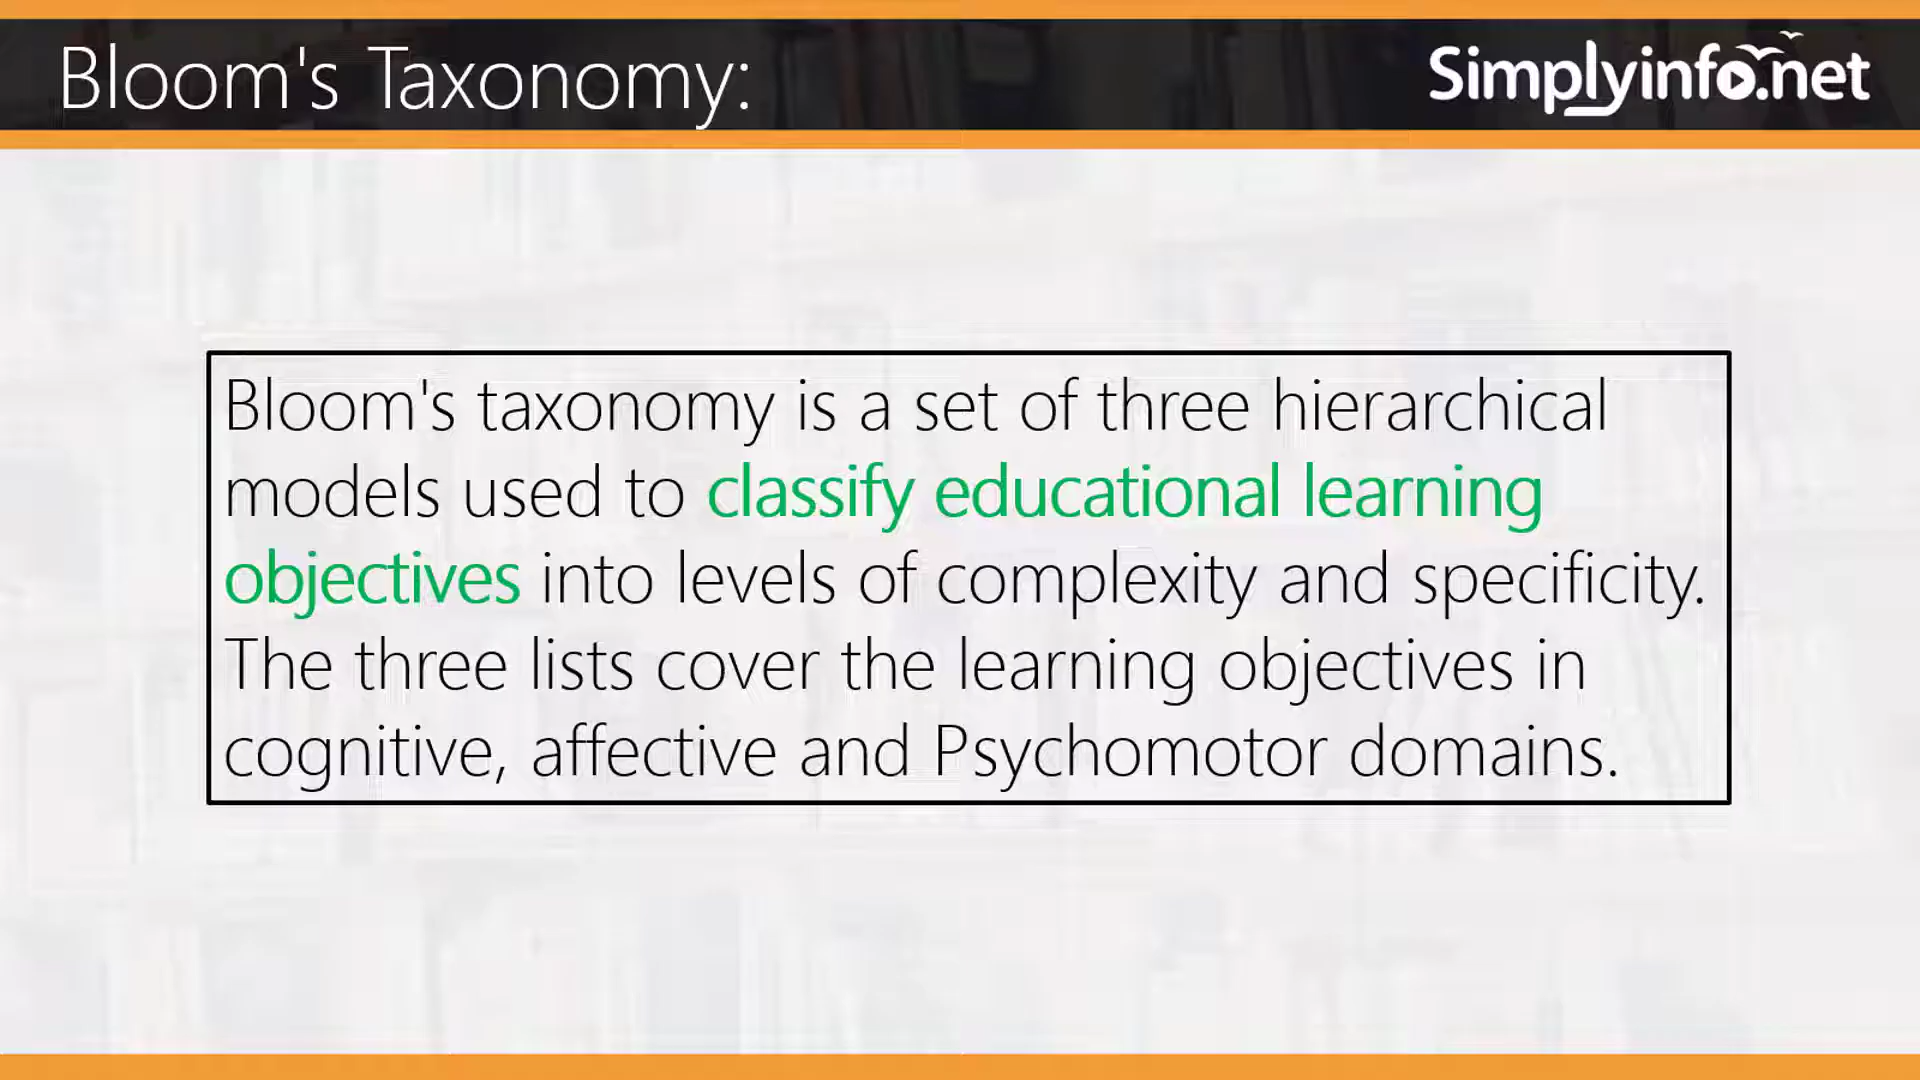 Bloom's Taxonomy:
Simplyinfo.net
Bloom's taxonomy is a set of three hierarchical
models used to classify educational learning
objectives into levels of complexity and specificity.
The three lists cover the learning objectives in
cognitive, affective and Psychomotor domains.